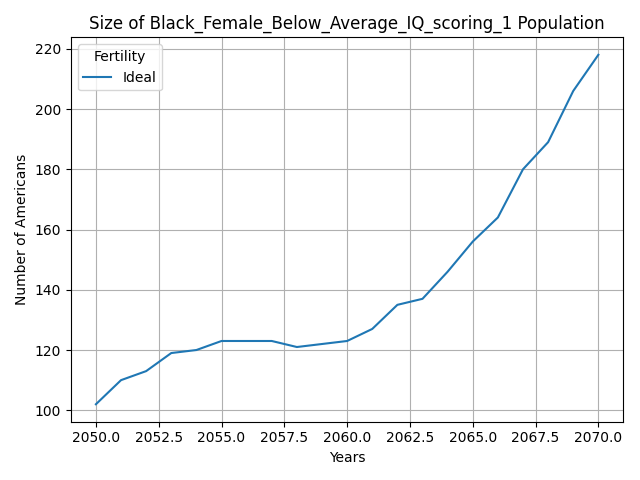 Size of Black_Female_Below_Average_IQ_scoring_1 Population
Fertility
Ideal
Number of Americans
220
200
180
160
140
120
100
2050.0 2052.5 2055.0 2057.5 2060.0 2062.5 2065.0 2067.5 2070.0
Years